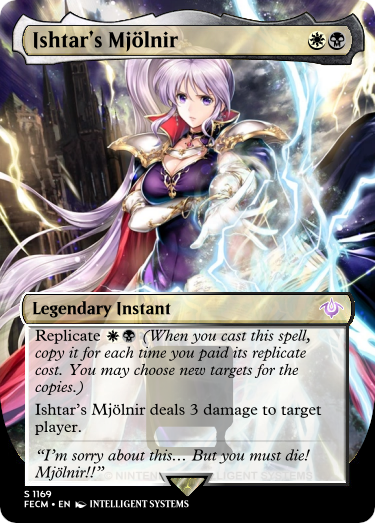 Ishtar's Mjölnir
Legendary Instant
Replicate (When you cast this spell,
copy it for each time you paid its replicate
cost. You may choose new targets for the
copies.)
Ishtar's Mjölnir deals 3 damage to target
player.
“I'm sorry about this... But you must die!
Mjölnir!!”
S 1169
FECM • EN INTELLIGENT SYSTEMS